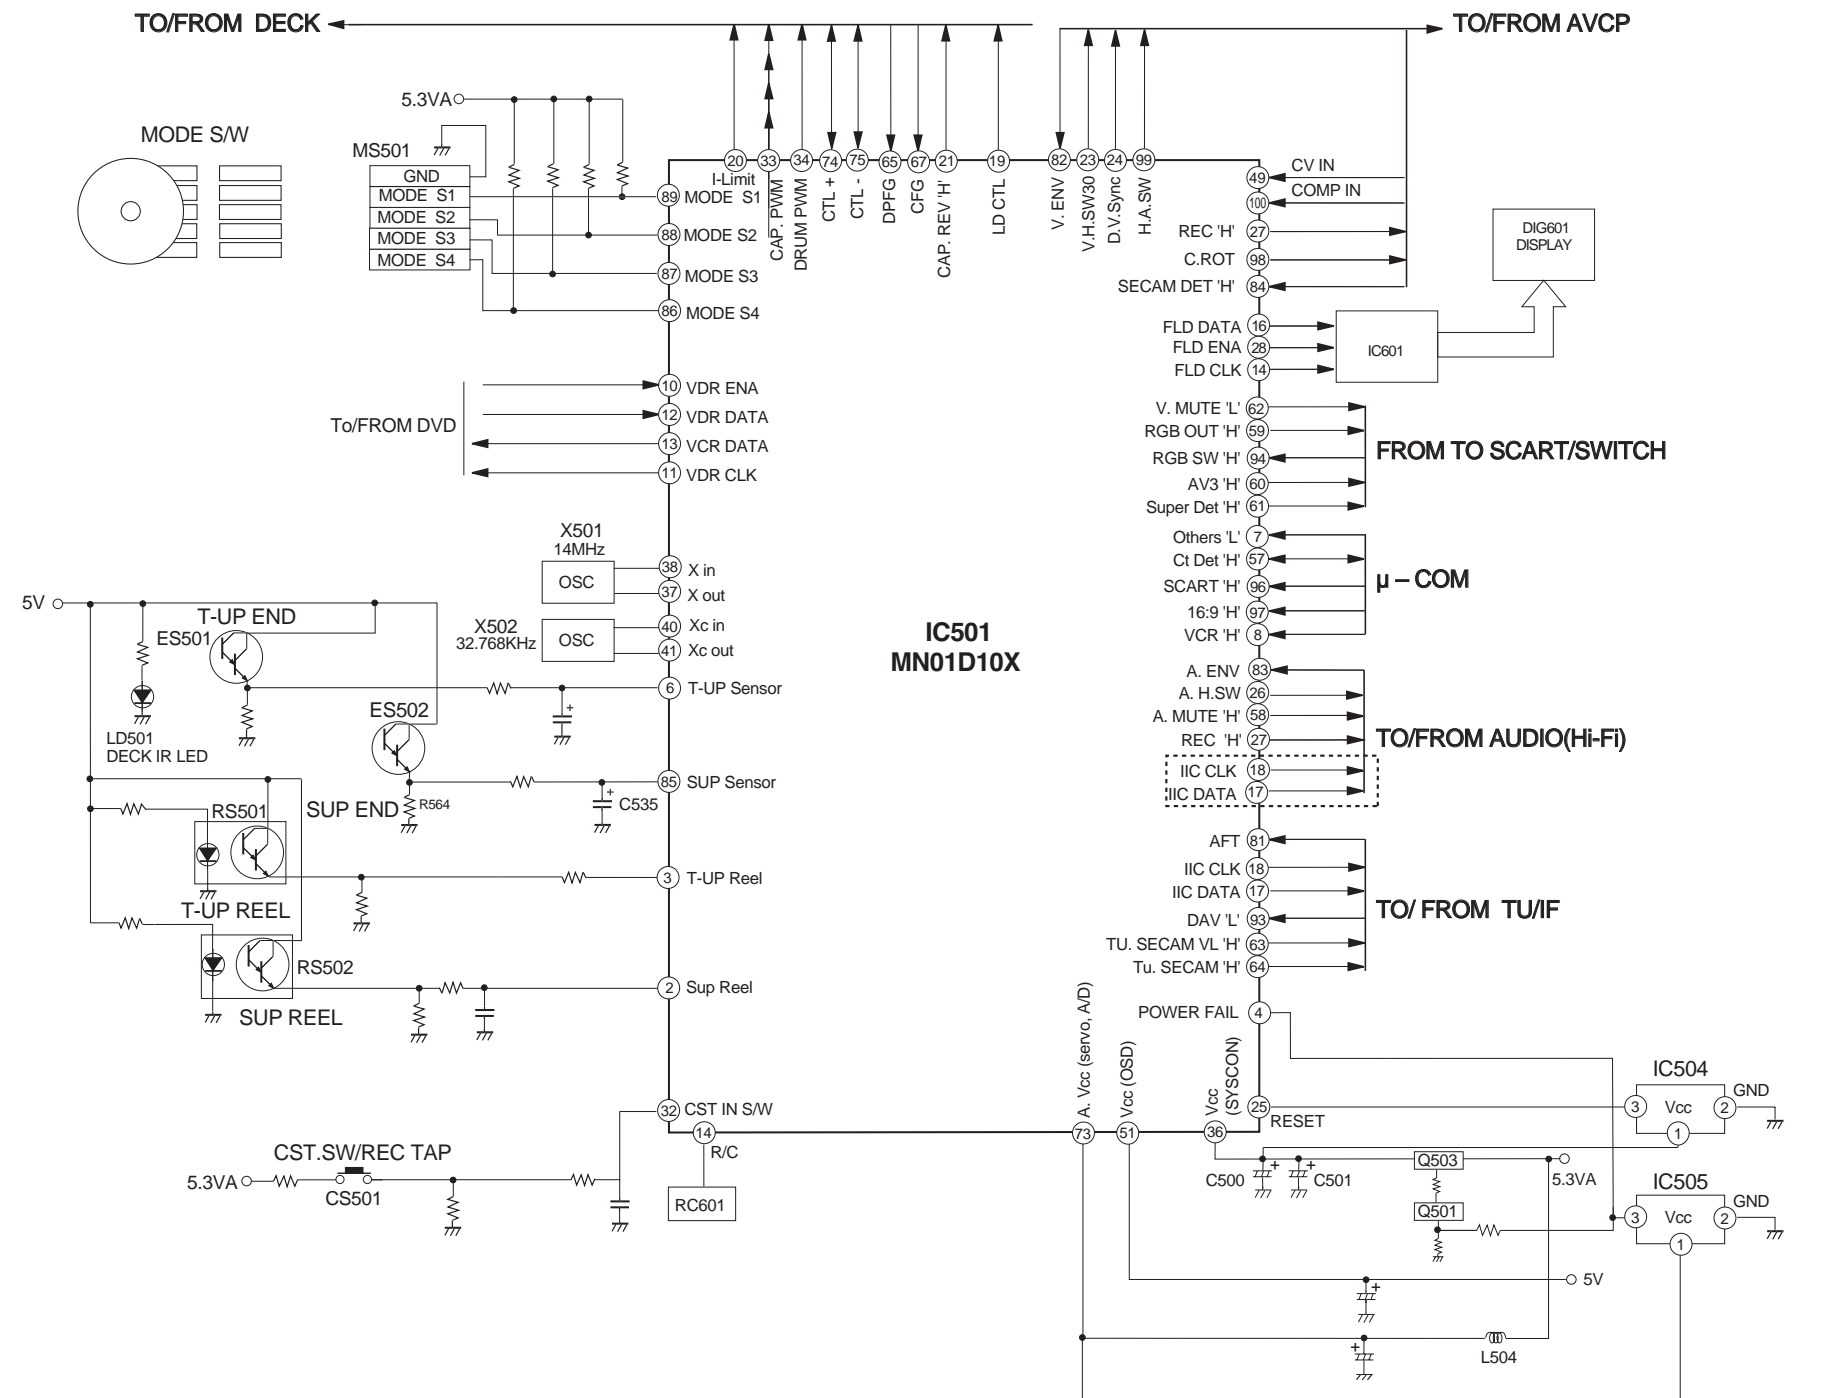 TO/FROM DECK
TO/FROM AVCP
5.3VA
MODE S/W
MS501
GND
MODE S1
MODE S2
MODE S3
MODE S4
20
33
34
74
75
65
67
21
19
82
23
24
99
I-Limit
CAP. PWM
DRUM PWM
CTL +
CTL -
DPFG
CFG
CAP. REV 'H'
LD CTL
V. ENV
V.H.SW30
D.V.Sync
H.A.SW
89 MODE S1
88 MODE S2
87 MODE S3
86 MODE S4
49 CV IN
100 COMP IN
REC 'H' 27
C.ROT 98
SECAM DET 'H' 84
DIG601
DISPLAY
FLD DATA 16
FLD ENA 28
FLD CLK 14
IC601
To/FROM DVD
10 VDR ENA
12 VDR DATA
13 VCR DATA
11 VDR CLK
V. MUTE 'L' 62
RGB OUT 'H' 59
RGB SW 'H' 94
AV3 'H' 60
Super Det 'H' 61
FROM TO SCART/SWITCH
X501
14MHz
OSC
38 X in
37 X out
X502
32.768KHz
OSC
40 Xc in
41 Xc out
Others 'L' 7
Ct Det 'H' 57
SCART 'H' 96
16:9 'H' 97
VCR 'H' 8
µ – COM
IC501
MN01D10X
5V
T-UP END
ES501
LD501
DECK IR LED
6 T-UP Sensor
ES502
SUP END
R564
C535
85 SUP Sensor
A. ENV 83
A. H.SW 26
A. MUTE 'H' 58
REC 'H' 27
IIC CLK 18
IIC DATA 17
TO/FROM AUDIO(Hi-Fi)
RS501
T-UP REEL
3 T-UP Reel
RS502
SUP REEL
2 Sup Reel
AFT 81
IIC CLK 18
IIC DATA 17
DAV 'L' 93
TU. SECAM VL 'H' 63
Tu. SECAM 'H' 64
TO/ FROM TU/IF
POWER FAIL 4
A. Vcc (servo, A/D)
Vcc (OSD)
Vcc
(SYSCON)
25
RESET
73
51
36
32 CST IN S/W
14
R/C
RC601
CST.SW/REC TAP
5.3VA
CS501
IC504
3
Vcc
2
GND
1
C500
+
+
C501
Q503
5.3VA
Q501
IC505
3
Vcc
2
GND
1
5V
+
+
L504
+
+